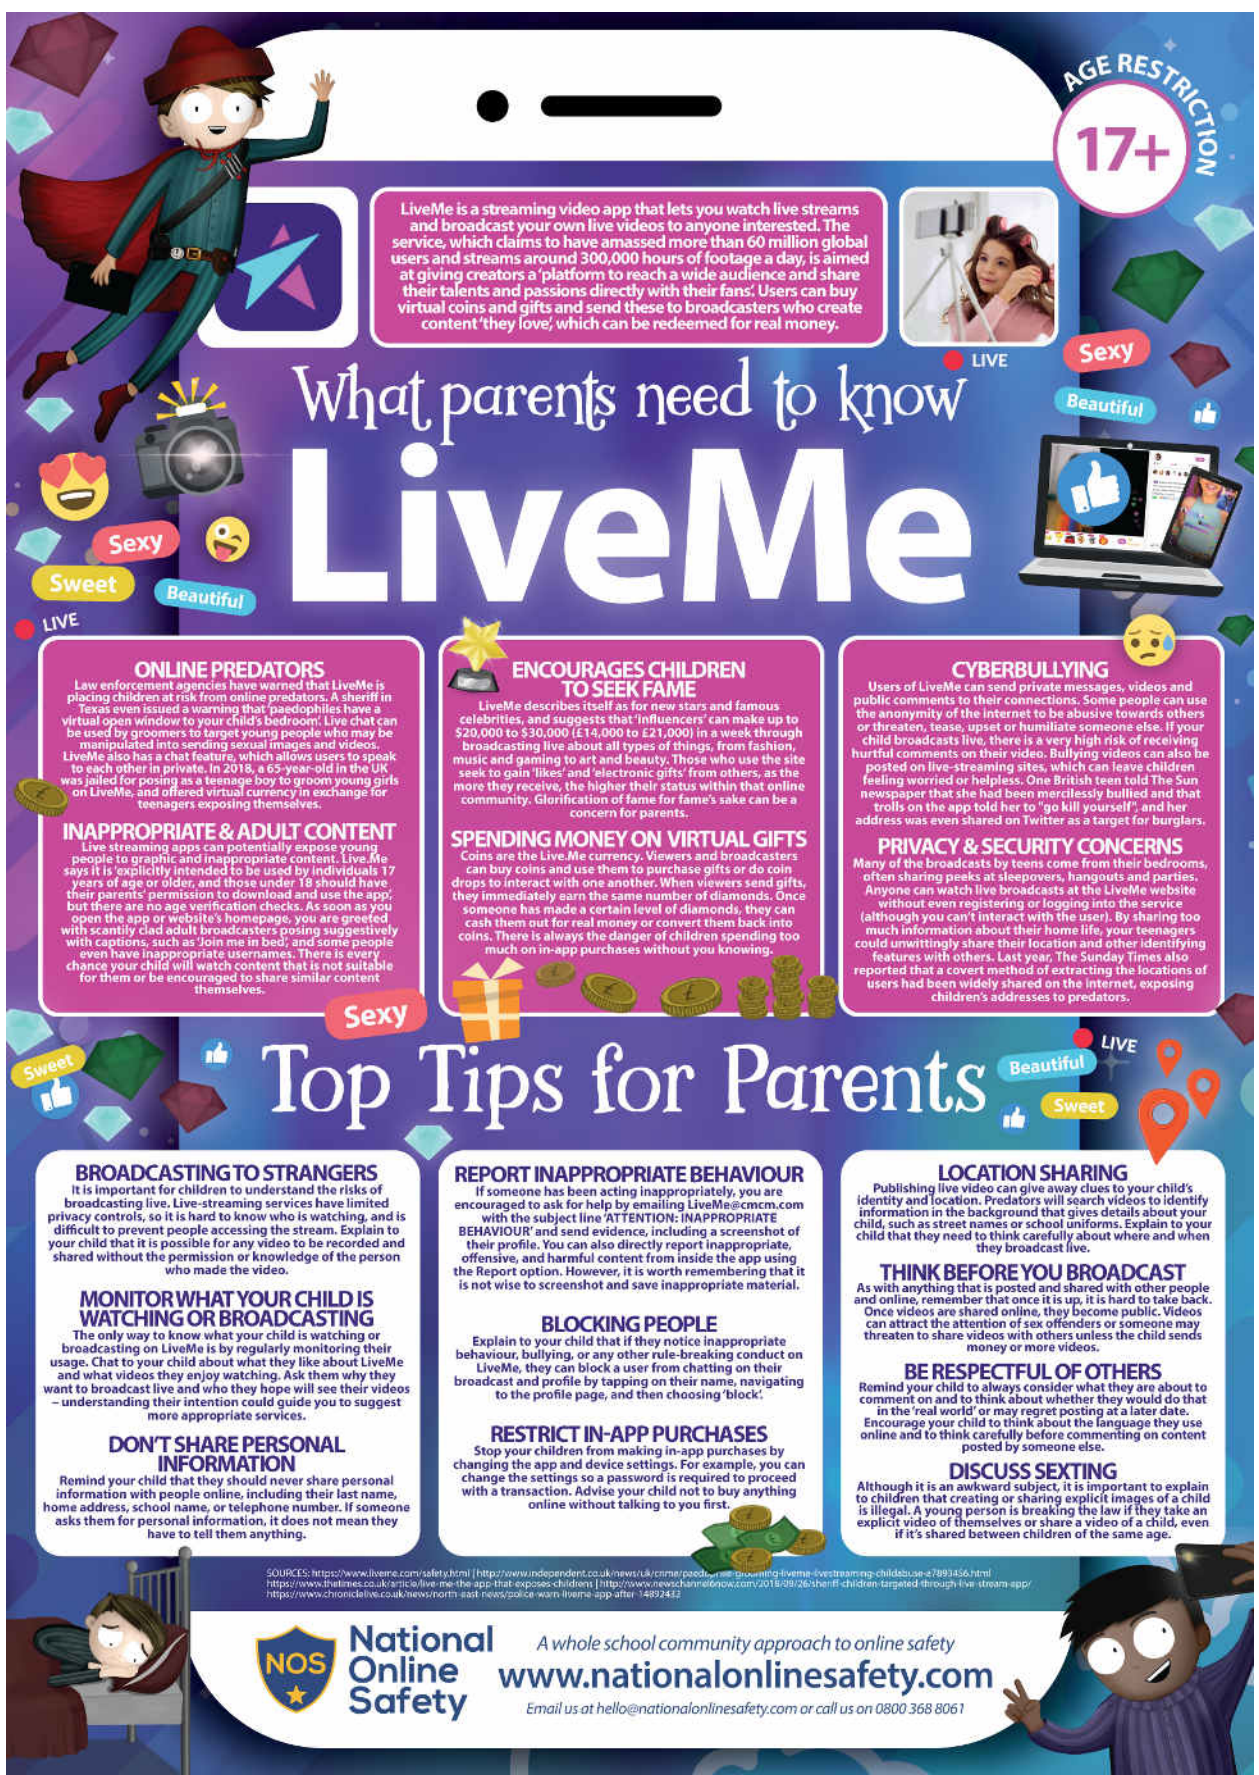 AGE RESTRICTION
17+
LiveMe is a streaming video app that lets you watch live streams
and broadcast your own live videos to anyone interested. The
service, which claims to have amassed more than 60 million global
users and streams around 300,000 hours of footage a day, is aimed
at giving creators a 'platform to reach a wide audience and share
their talents and passions directly with their fans'. Users can buy
virtual coins and gifts and send these to broadcasters who create
content 'they love', which can be redeemed for real money.
LIVE
Sexy
Beautiful
What parents need to know
LiveMe
Sexy
Sweet
Beautiful
LIVE
ONLINE PREDATORS
Law enforcement agencies have warned that LiveMe is
placing children at risk from online predators. A sheriff in
Texas even issued a warning that 'paedophiles have a
virtual open window to your child's bedroom'. Live chat can
be used by groomers to target young people who may be
manipulated into sending sexual images and videos.
LiveMe also has a chat feature, which allows users to speak
to each other in private. In 2018, a 65-year-old in the UK
was jailed for posing as a teenage boy to groom young girls
on LiveMe, and offered virtual currency in exchange for
teenagers exposing themselves.
INAPPROPRIATE & ADULT CONTENT
Live streaming apps can potentially expose young
people to graphic and inappropriate content. Live.Me
says it is 'explicitly intended to be used by individuals 17
years of age or older, and those under 18 should have
their parents' permission to download and use the app',
but there are no age verification checks. As soon as you
open the app or website's homepage, you are greeted
with scantily clad adult broadcasters posing suggestively
with captions, such as 'Join me in bed', and some people
even have inappropriate usernames. There is every
chance your child will watch content that is not suitable
for them or be encouraged to share similar content
themselves.
Sexy
ENCOURAGES CHILDREN
TO SEEK FAME
LiveMe describes itself as for new stars and famous
celebrities, and suggests that 'influencers' can make up to
$20,000 to $30,000 (£14,000 to £21,000) in a week through
broadcasting live about all types of things, from fashion,
music and gaming to art and beauty. Those who use the site
seek to gain 'likes' and 'electronic gifts' from others, as the
more they receive, the higher their status within that online
community. Glorification of fame for fame's sake can be a
concern for parents.
SPENDING MONEY ON VIRTUAL GIFTS
Coins are the Live.Me currency. Viewers and broadcasters
can buy coins and use them to purchase gifts or do coin
drops to interact with one another. When viewers send gifts,
they immediately earn the same number of diamonds. Once
someone has made a certain level of diamonds, they can
cash them out for real money or convert them back into
coins. There is always the danger of children spending too
much on in-app purchases without you knowing.
CYBERBULLYING
Users of LiveMe can send private messages, videos and
public comments to their connections. Some people can use
the anonymity of the internet to be abusive towards others
or threaten, tease, upset or humiliate someone else. If your
child broadcasts live, there is a very high risk of receiving
hurtful comments on their video. Bullying videos can also be
posted on live-streaming sites, which can leave children
feeling worried or helpless. One British teen told The Sun
newspaper that she had been mercilessly bullied and that
trolls on the app told her to "go kill yourself", and her
address was even shared on Twitter as a target for burglars.
PRIVACY & SECURITY CONCERNS
Many of the broadcasts by teens come from their bedrooms,
often sharing peeks at sleepovers, hangouts and parties.
Anyone can watch live broadcasts at the LiveMe website
without even registering or logging into the service
(although you can't interact with the user). By sharing too
much information about their home life, your teenagers
could unwittingly share their location and other identifying
features with others. Last year, The Sunday Times also
reported that a covert method of extracting the locations of
users had been widely shared on the internet, exposing
children's addresses to predators.
Sweet
Top Tips for Parents
LIVE
Beautiful
Sweet
BROADCASTING TO STRANGERS
It is important for children to understand the risks of
broadcasting live. Live-streaming services have limited
privacy controls, so it is hard to know who is watching, and is
difficult to prevent people accessing the stream. Explain to
your child that it is possible for any video to be recorded and
shared without the permission or knowledge of the person
who made the video.
MONITOR WHAT YOUR CHILD IS
WATCHING OR BROADCASTING
The only way to know what your child is watching or
broadcasting on LiveMe is by regularly monitoring their
usage. Chat to your child about what they like about LiveMe
and what videos they enjoy watching. Ask them why they
want to broadcast live and who they hope will see their videos
– understanding their intention could guide you to suggest
more appropriate services.
DON'T SHARE PERSONAL
INFORMATION
Remind your child that they should never share personal
information with people online, including their last name,
home address, school name, or telephone number. If someone
asks them for personal information, it does not mean they
have to tell them anything.
REPORT INAPPROPRIATE BEHAVIOUR
If someone has been acting inappropriately, you are
encouraged to ask for help by emailing LiveMe@cmcm.com
with the subject line 'ATTENTION: INAPPROPRIATE
BEHAVIOUR' and send evidence, including a screenshot of
their profile. You can also directly report inappropriate,
offensive, and harmful content from inside the app using
the Report option. However, it is worth remembering that it
is not wise to screenshot and save inappropriate material.
BLOCKING PEOPLE
Explain to your child that if they notice inappropriate
behaviour, bullying, or any other rule-breaking conduct on
LiveMe, they can block a user from chatting on their
broadcast and profile by tapping on their name, navigating
to the profile page, and then choosing 'block'.
RESTRICT IN-APP PURCHASES
Stop your children from making in-app purchases by
changing the app and device settings. For example, you can
change the settings so a password is required to proceed
with a transaction. Advise your child not to buy anything
online without talking to you first.
LOCATION SHARING
Publishing live video can give away clues to your child's
identity and location. Predators will search videos to identify
information in the background that gives details about your
child, such as street names or school uniforms. Explain to your
child that they need to think carefully about where and when
they broadcast live.
THINK BEFORE YOU BROADCAST
As with anything that is posted and shared with other people
and online, remember that once it is up, it is hard to take back.
Once videos are shared online, they become public. Videos
can attract the attention of sex offenders or someone may
threaten to share videos with others unless the child sends
money or more videos.
BE RESPECTFUL OF OTHERS
Remind your child to always consider what they are about to
comment on and to think about whether they would do that
in the 'real world' or may regret posting at a later date.
Encourage your child to think about the language they use
online and to think carefully before commenting on content
posted by someone else.
DISCUSS SEXTING
Although it is an awkward subject, it is important to explain
to children that creating or sharing explicit images of a child
is illegal. A young person is breaking the law if they take an
explicit video of themselves or share a video of a child, even
if it's shared between children of the same age.
SOURCES: https://www.liveme.com/safety.html | http://www.independent.co.uk/news/uk/crime/
https://www.thetimes.co.uk/article/live-me-the-app-that-exposes-childrens | http://www.newschannel6now.com/2018/09/26/sheriff-children-targeted-through-live-stream-app/
https://www.chroniclelive.co.uk/news/north-east-news/police-warn-liveme-app-after-14892432
NOS
National
Online
Safety
A whole school community approach to online safety
www.nationalonlinesafety.com
Email us at hello@nationalonlinesafety.com or call us on 0800 368 8061